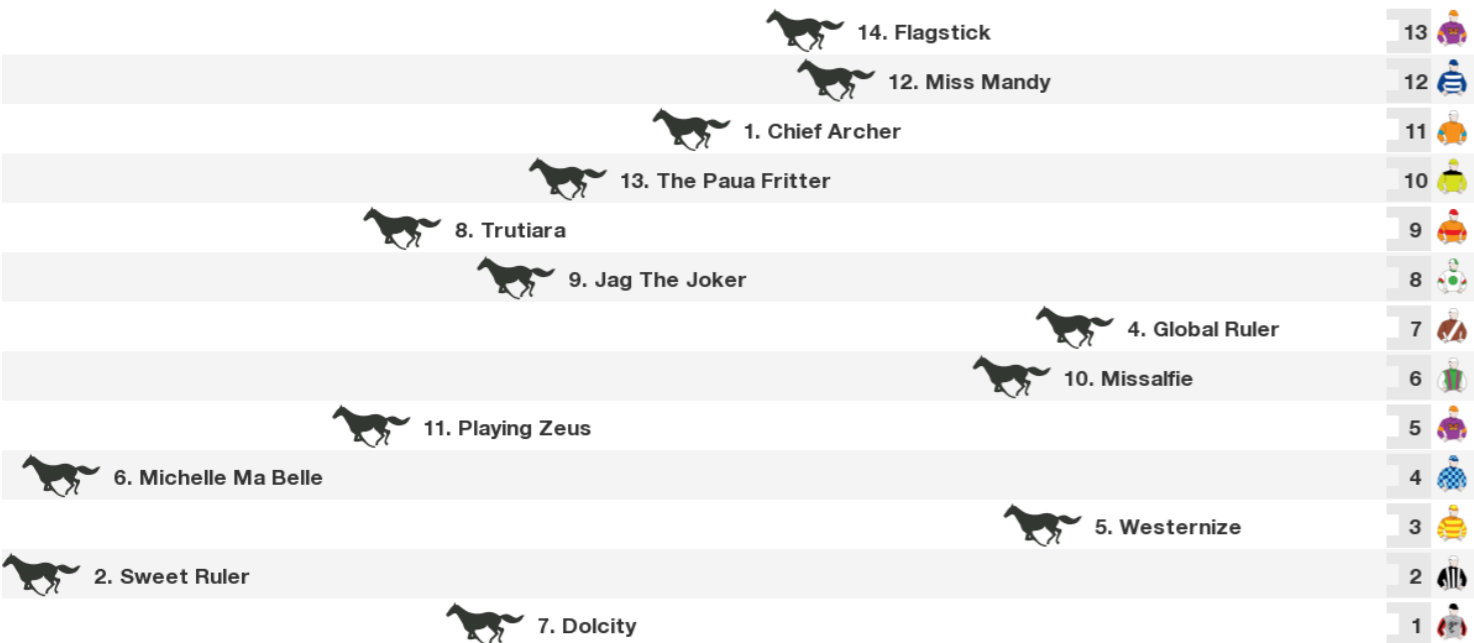 14. Flagstick 13
12. Miss Mandy 12
1. Chief Archer 11
13. The Paua Fritter 10
8. Trutiara 9
9. Jag The Joker 8
4. Global Ruler 7
10. Missalfie 6
11. Playing Zeus 5
6. Michelle Ma Belle 4
5. Westernize 3
2. Sweet Ruler 2
7. Dolcity 1